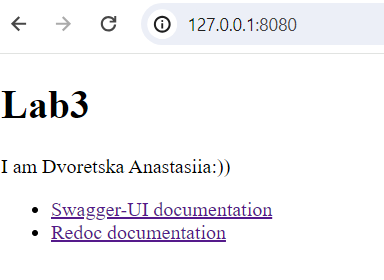 127.0.0.1:8080
Lab3
I am Dvoretska Anastasiia:))
Swagger-UI documentation
Redoc documentation